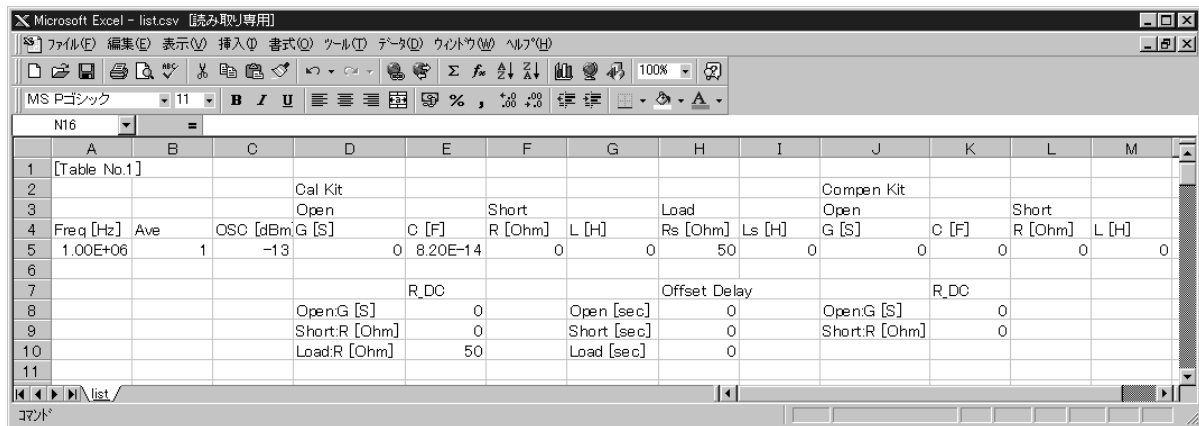 Microsoft Excel - list.csv [読み取り専用]
ファイル(F) 編集(E) 表示(V) 挿入(I) 書式(O) ツール(T) データ(D) ウィンドウ(W) ヘルプ(H)
100%
MS Pゴシック 11 B I U % ,
N16 =
A B C D E F G H I J K L M
1 [Table No.1]
2 Cal Kit Compen Kit
3 Open Short Load Open Short
4 Freq [Hz] Ave OSC [dBm] G [S] C [F] R [Ohm] L [H] Rs [Ohm] Ls [H] G [S] C [F] R [Ohm] L [H]
5 1.00E+06 1 -13 0 8.20E-14 0 0 50 0 0 0 0 0
6
7 R_DC Offset Delay R_DC
8 Open:G [S] 0 Open [sec] 0 Open:G [S] 0
9 Short:R [Ohm] 0 Short [sec] 0 Short:R [Ohm] 0
10 Load:R [Ohm] 50 Load [sec] 0
11
list
コマンド